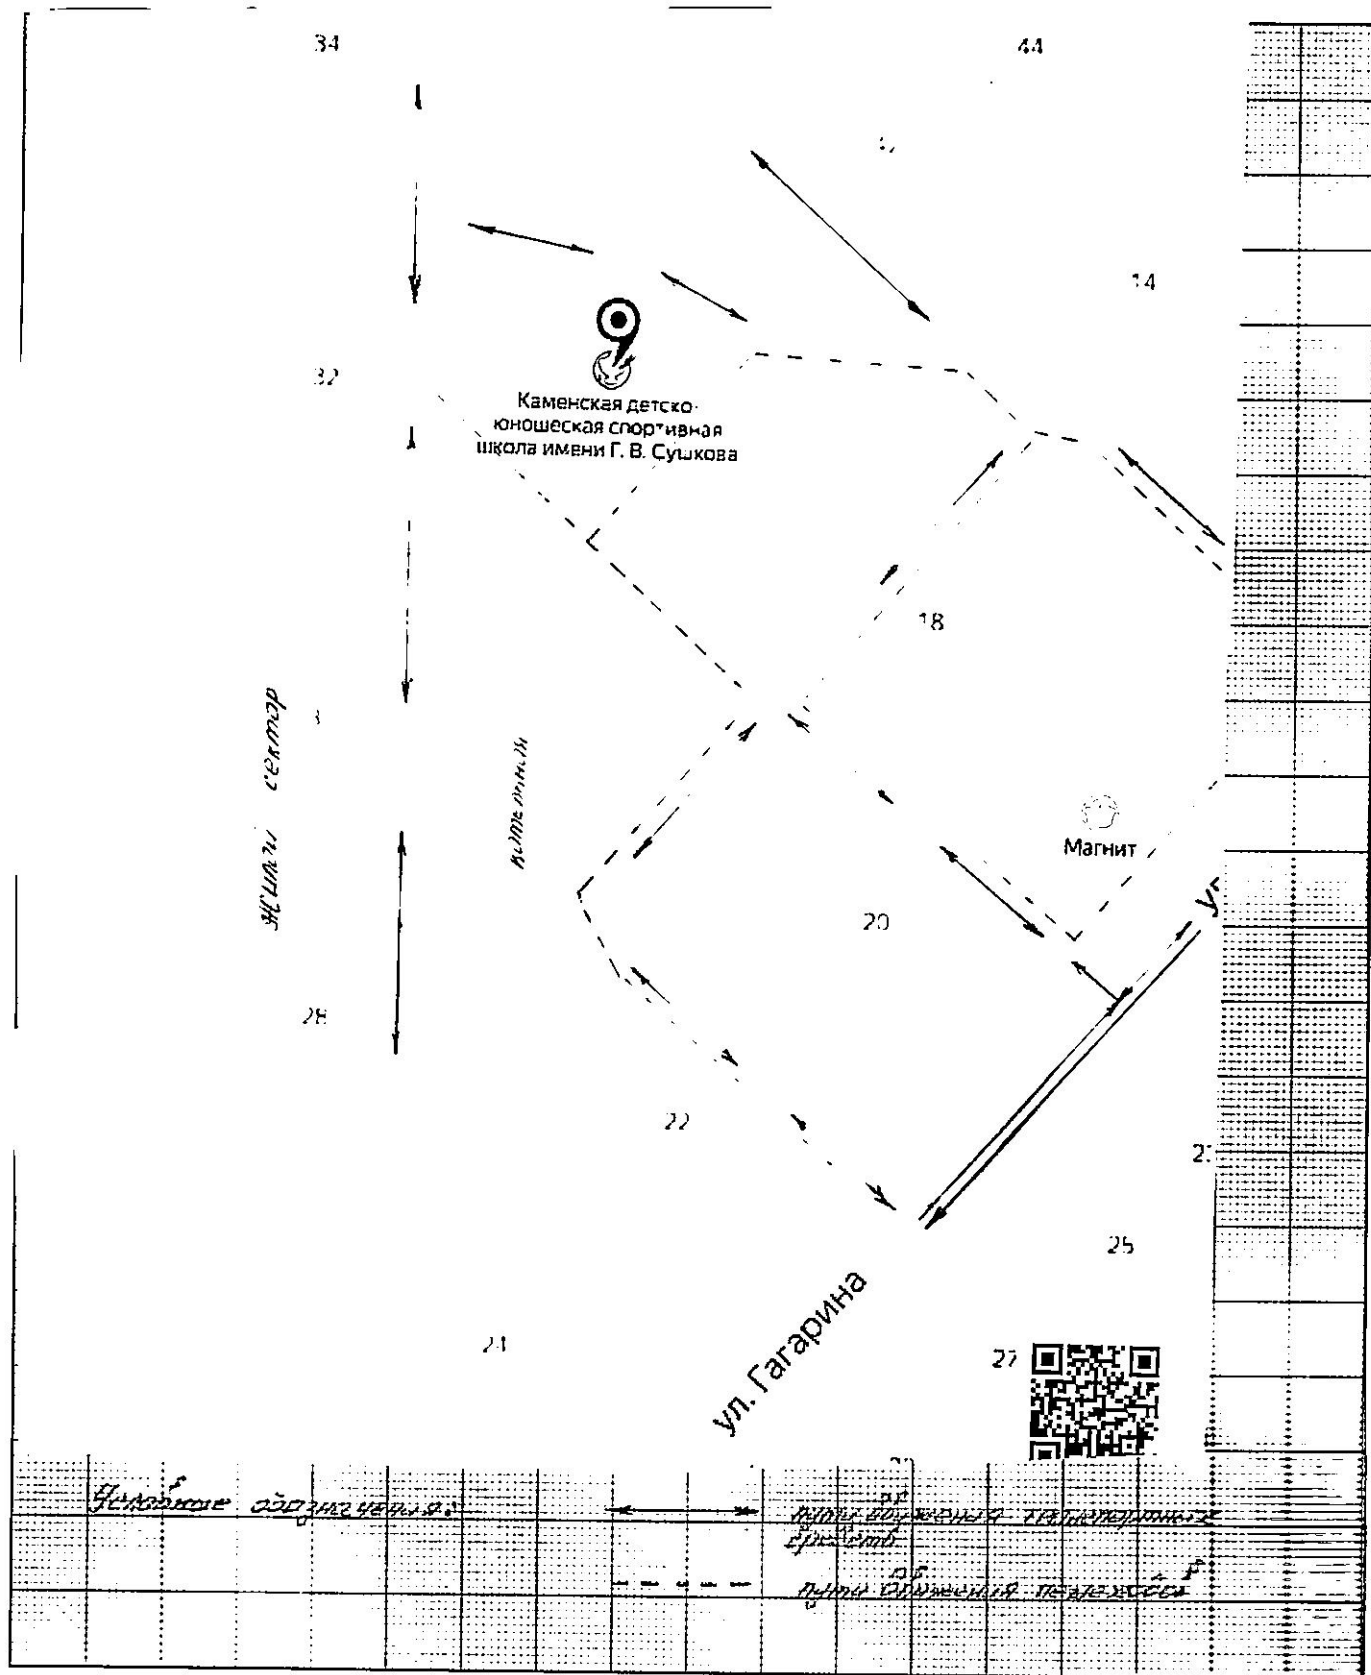 34
44
14
32
Каменская детско-
юношеская спортивная
школа имени Г. В. Сушкова
18
сектор
Магнит
20
28
22
25
ул. Гагарина
24
27
Условные обозначения:
пути движения транспортных
средств
пути движения пешеходов